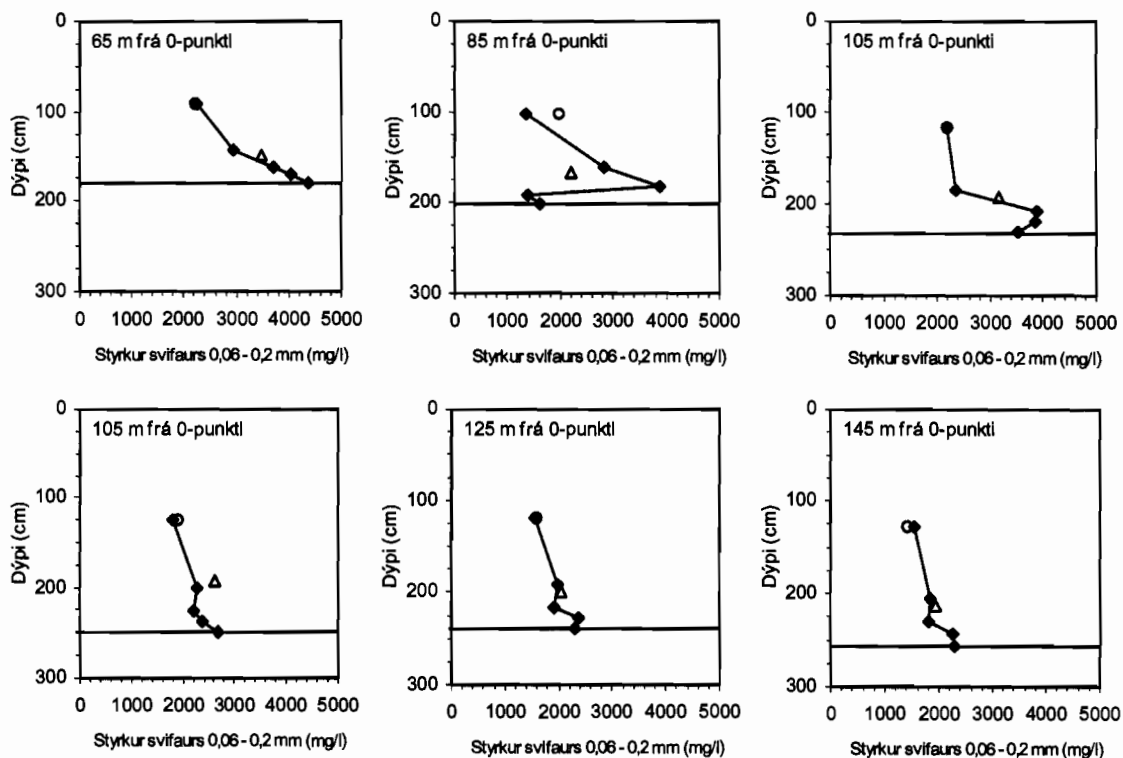 65 m frá 0-punkti
Dýpi (cm)
0
100
200
300
0 1000 2000 3000 4000 5000
Styrkur svifaurs 0,06 - 0,2 mm (mg/l)
85 m frá 0-punkti
Dýpi (cm)
0
100
200
300
0 1000 2000 3000 4000 5000
Styrkur svifaurs 0,06 - 0,2 mm (mg/l)
105 m frá 0-punkti
Dýpi (cm)
0
100
200
300
0 1000 2000 3000 4000 5000
Styrkur svifaurs 0,06 - 0,2 mm (mg/l)
105 m frá 0-punkti
Dýpi (cm)
0
100
200
300
0 1000 2000 3000 4000 5000
Styrkur svifaurs 0,06 - 0,2 mm (mg/l)
125 m frá 0-punkti
Dýpi (cm)
0
100
200
300
0 1000 2000 3000 4000 5000
Styrkur svifaurs 0,06 - 0,2 mm (mg/l)
145 m frá 0-punkti
Dýpi (cm)
0
100
200
300
0 1000 2000 3000 4000 5000
Styrkur svifaurs 0,06 - 0,2 mm (mg/l)